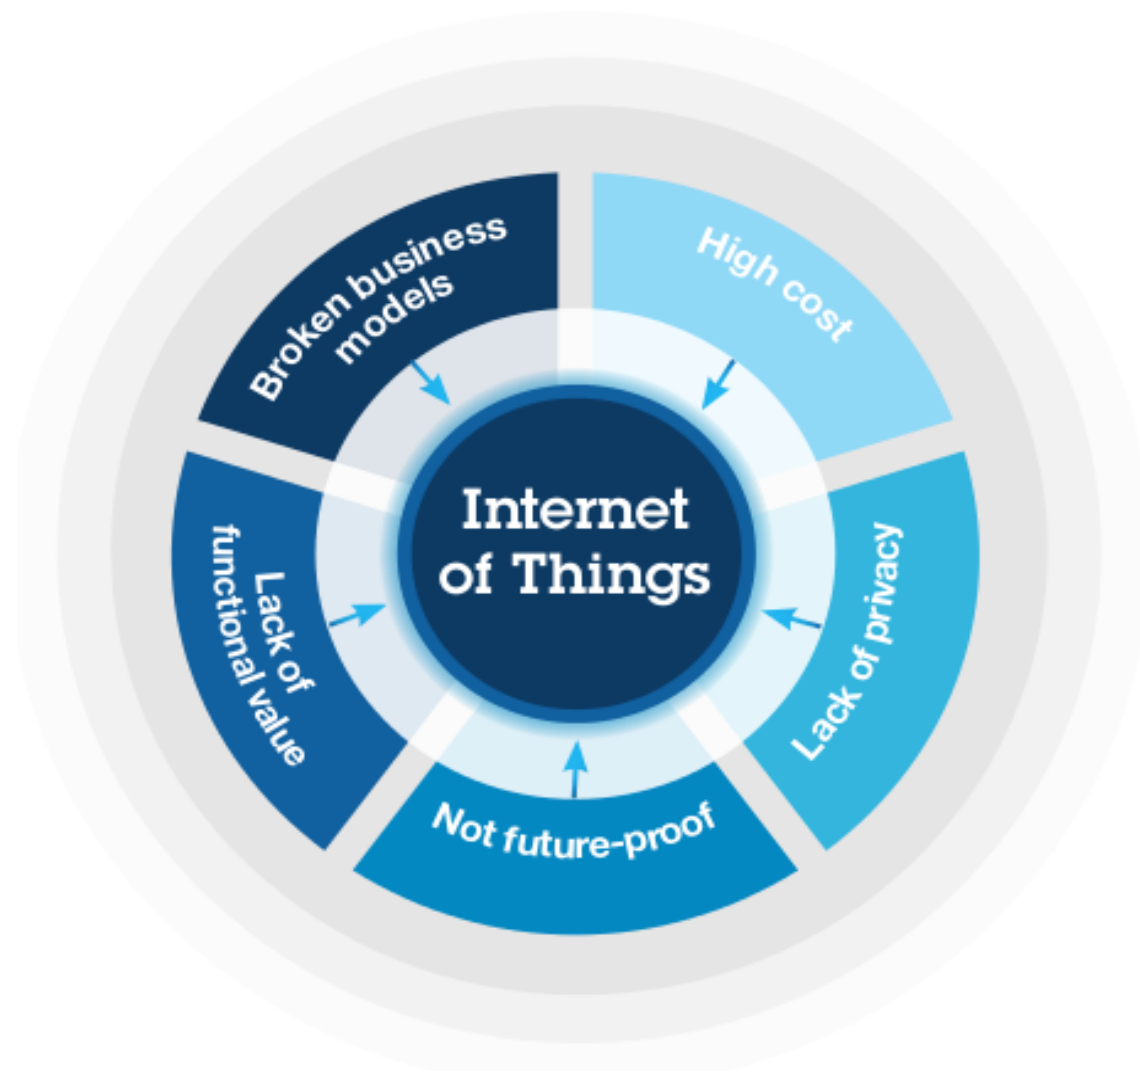 Broken business
models
High cost
Internet
of Things
Lack of
functional value
Lack of privacy
Not future-proof